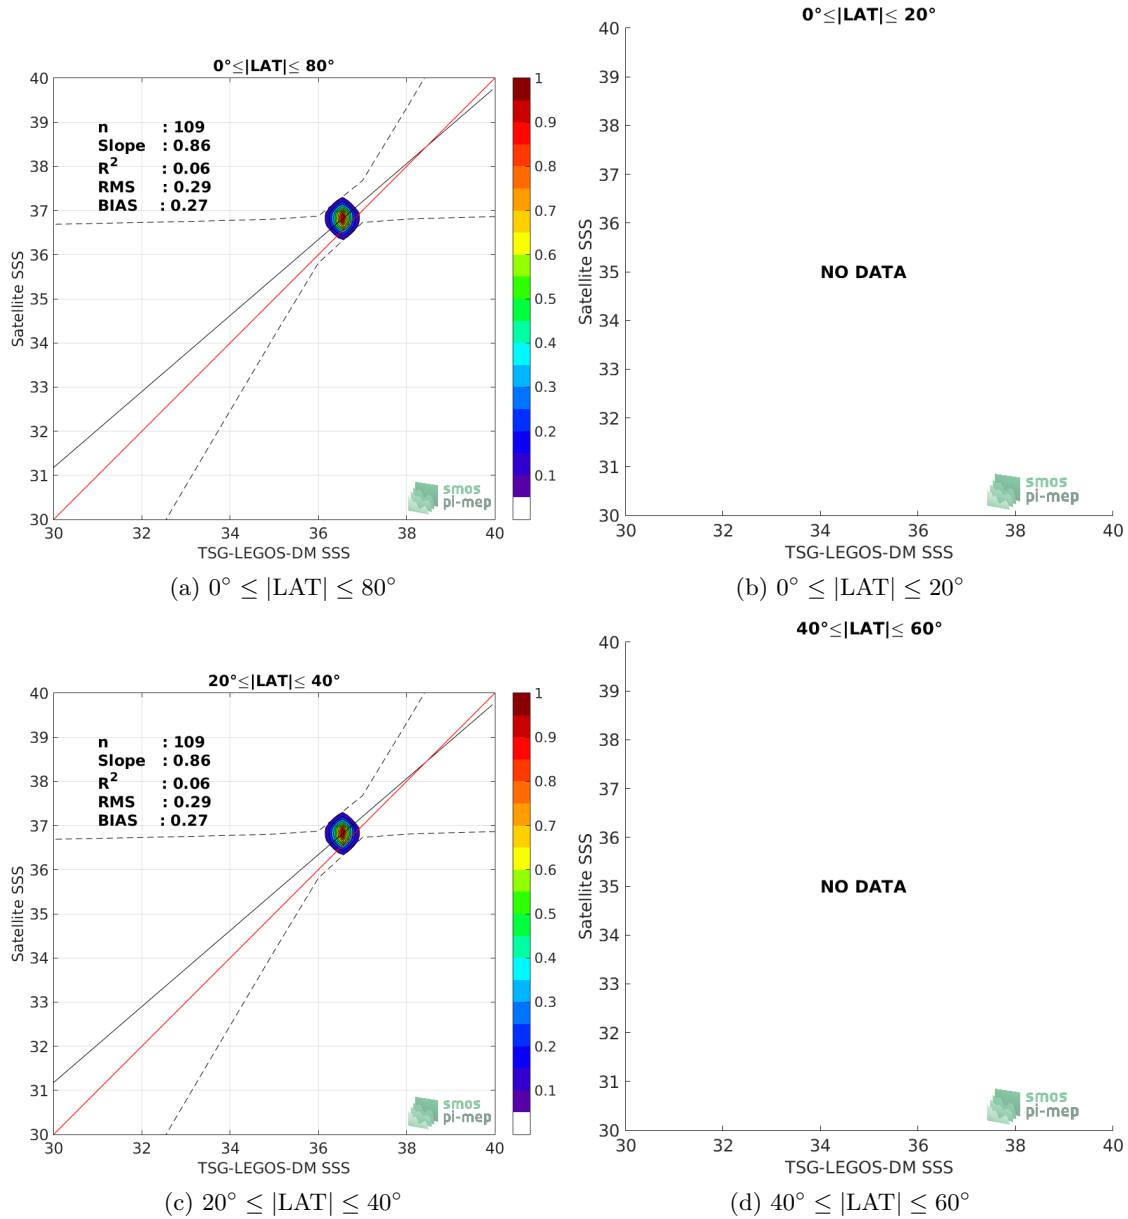 0°≤|LAT|≤ 80°
40
39
38
37
36
35
34
33
32
31
30
Satellite SSS
n : 109
Slope : 0.86
R2 : 0.06
RMS : 0.29
BIAS : 0.27
smos
pi-mep
30 32 34 36 38 40
TSG-LEGOS-DM SSS
1
0.9
0.8
0.7
0.6
0.5
0.4
0.3
0.2
0.1
(a) 0° ≤ |LAT| ≤ 80°
0°≤|LAT|≤ 20°
40
39
38
37
36
35
34
33
32
31
30
Satellite SSS
NO DATA
smos
pi-mep
30 32 34 36 38 40
TSG-LEGOS-DM SSS
(b) 0° ≤ |LAT| ≤ 20°
20°≤|LAT|≤ 40°
40
39
38
37
36
35
34
33
32
31
30
Satellite SSS
n : 109
Slope : 0.86
R2 : 0.06
RMS : 0.29
BIAS : 0.27
smos
pi-mep
30 32 34 36 38 40
TSG-LEGOS-DM SSS
1
0.9
0.8
0.7
0.6
0.5
0.4
0.3
0.2
0.1
(c) 20° ≤ |LAT| ≤ 40°
40°≤|LAT|≤ 60°
40
39
38
37
36
35
34
33
32
31
30
Satellite SSS
NO DATA
smos
pi-mep
30 32 34 36 38 40
TSG-LEGOS-DM SSS
(d) 40° ≤ |LAT| ≤ 60°